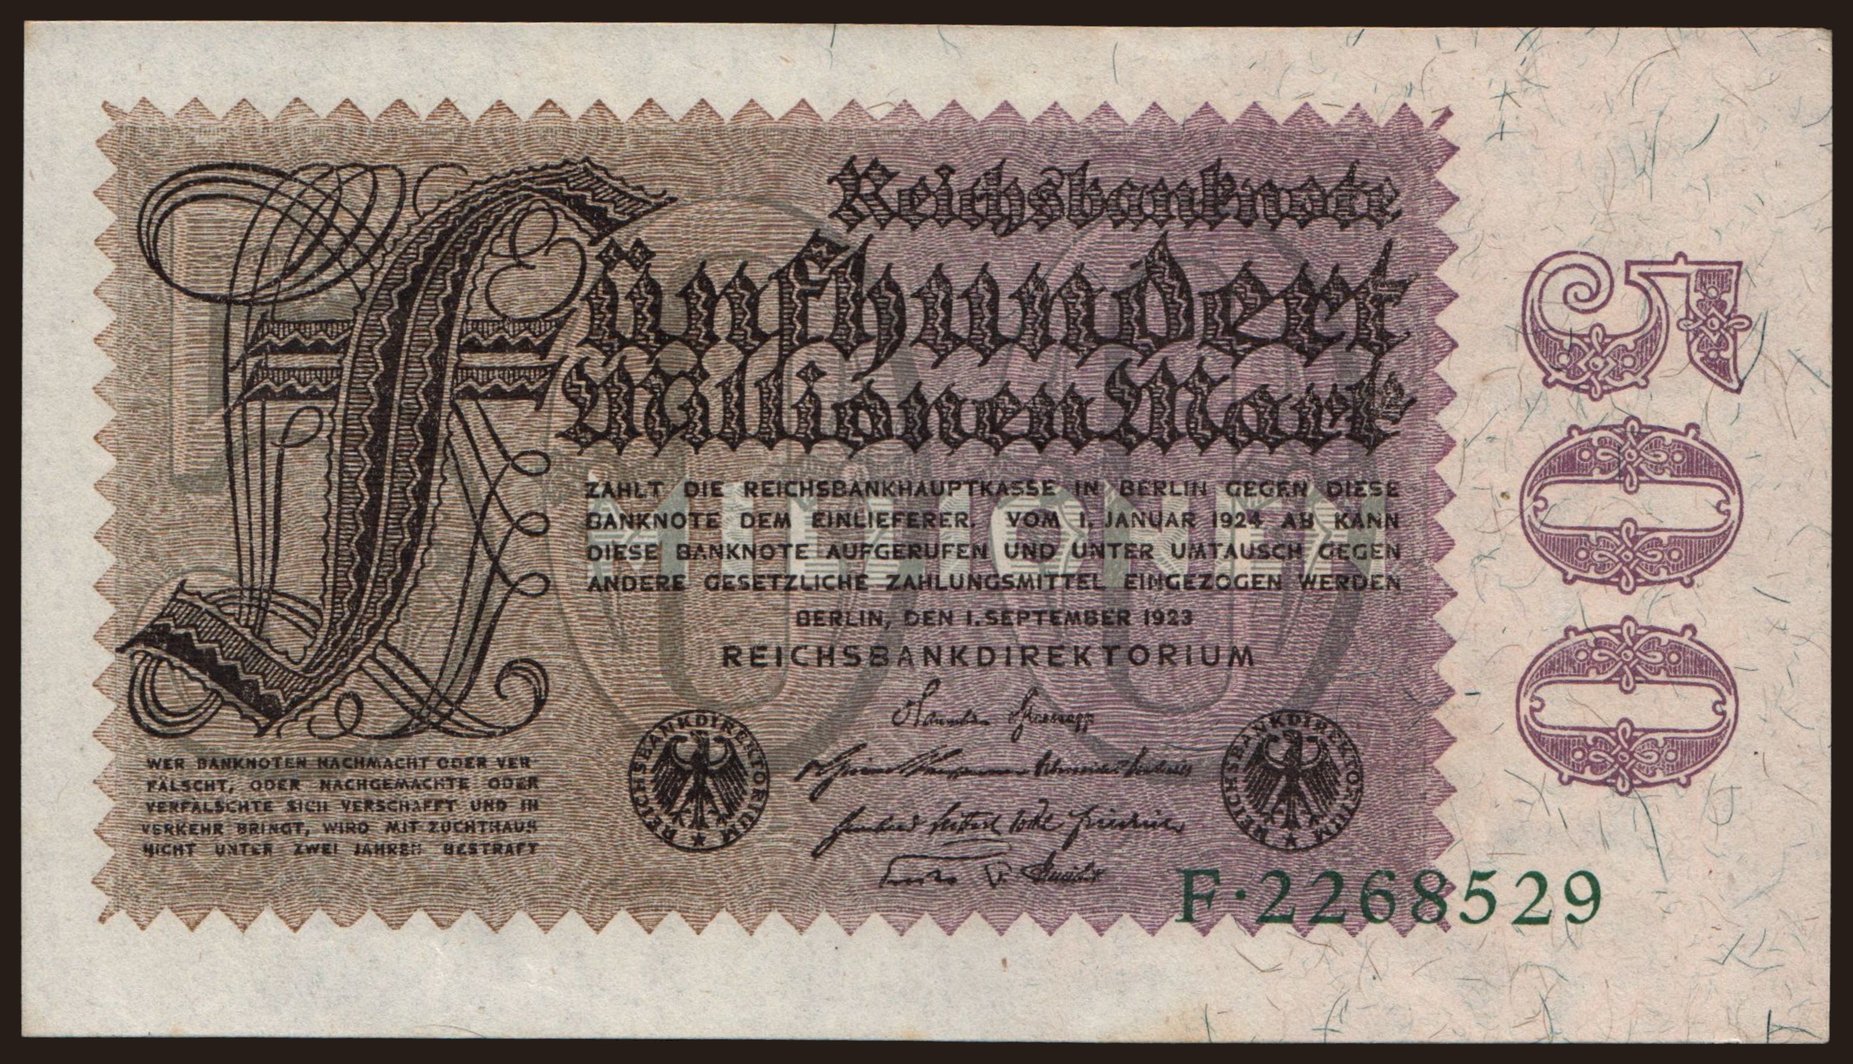 Reichsbanknote
Fünfhundert
Millionen Mark
500
MILLIONEN
ZAHLT DIE REICHSBANKHAUPTKASSE IN BERLIN GEGEN DIESE
BANKNOTE DEM EINLIEFERER. VOM 1. JANUAR 1924 AB KANN
DIESE BANKNOTE AUFGERUFEN UND UNTER UMTAUSCH GEGEN
ANDERE GESETZLICHE ZAHLUNGSMITTEL EINGEZOGEN WERDEN
BERLIN, DEN 1. SEPTEMBER 1923
REICHSBANKDIREKTORIUM
REICHSBANKDIREKTORIUM
REICHSBANKDIREKTORIUM
WER BANKNOTEN NACHMACHT ODER VER-
FÄLSCHT, ODER NACHGEMACHTE ODER
VERFÄLSCHTE SICH VERSCHAFFT UND IN
VERKEHR BRINGT, WIRD MIT ZUCHTHAUS
NICHT UNTER ZWEI JAHREN BESTRAFT
F·2268529
500